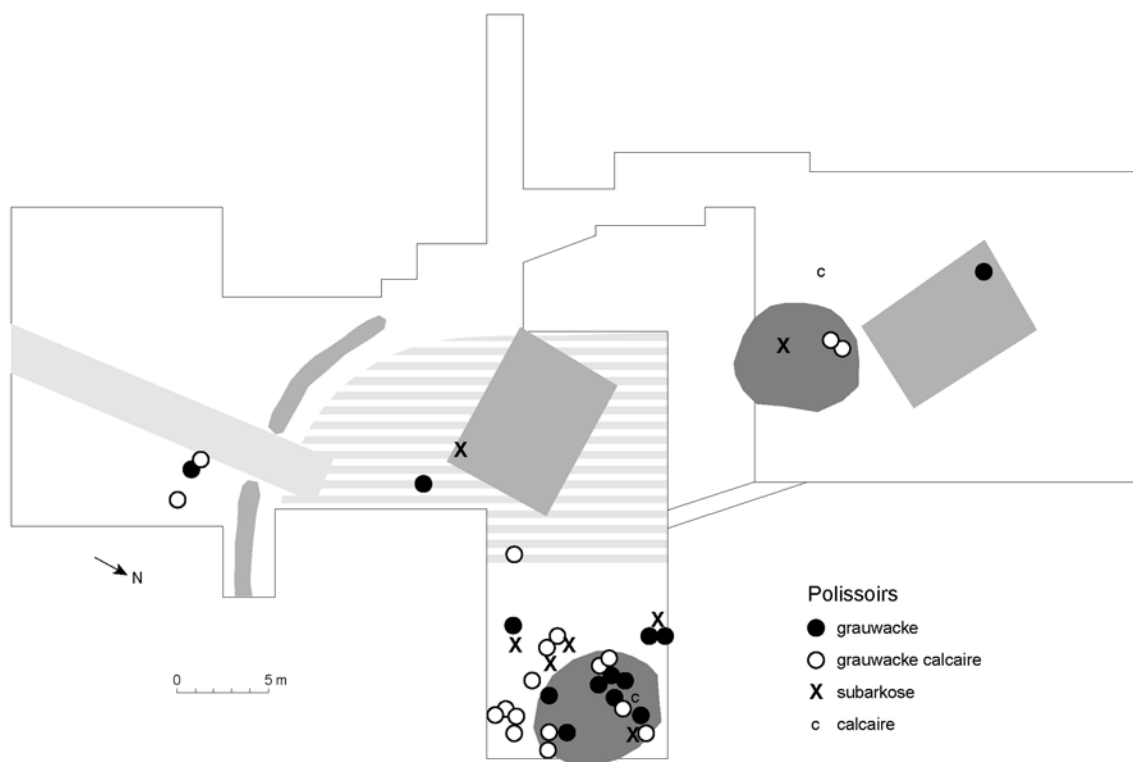 c
X
X
N
X
X
X
X
c
X
0 5 m
Polissoirs
grauwacke
grauwacke calcaire
X subarkose
c calcaire